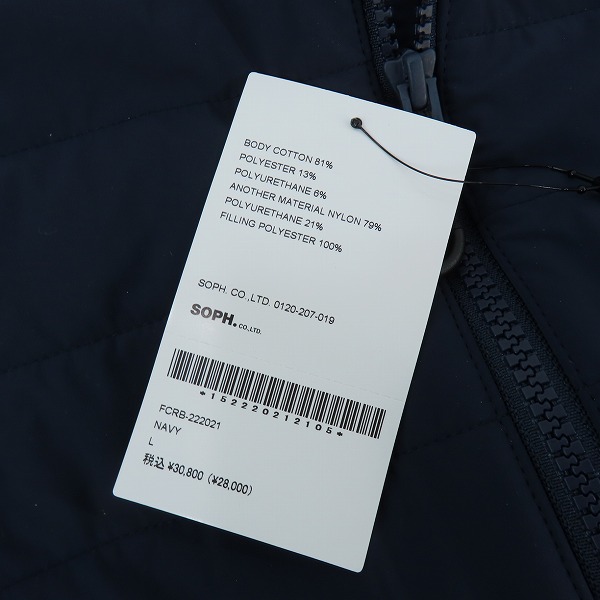 BODY COTTON 81%
POLYESTER 13%
POLYURETHANE 6%
ANOTHER MATERIAL NYLON 79%
POLYURETHANE 21%
FILLING POLYESTER 100%
SOPH. CO.,LTD. 0120-207-019
SOPH. CO.,LTD.
*152220212105*
FCRB-222021
NAVY
L
税込 ¥30,800 (¥28,000)